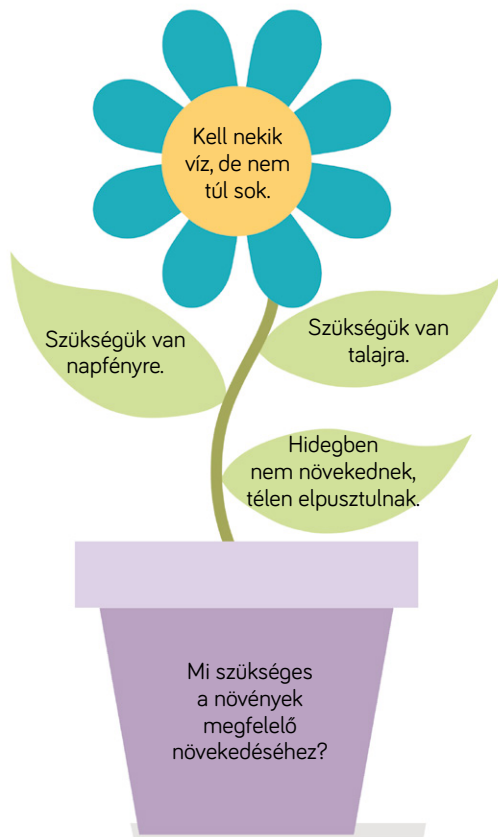 Kell nekik
víz, de nem
túl sok.
Szükségük van
napfényre.
Szükségük van
talajra.
Hidegben
nem növekednek,
télen elpusztulnak.
Mi szükséges
a növények
megfelelő
növekedéséhez?